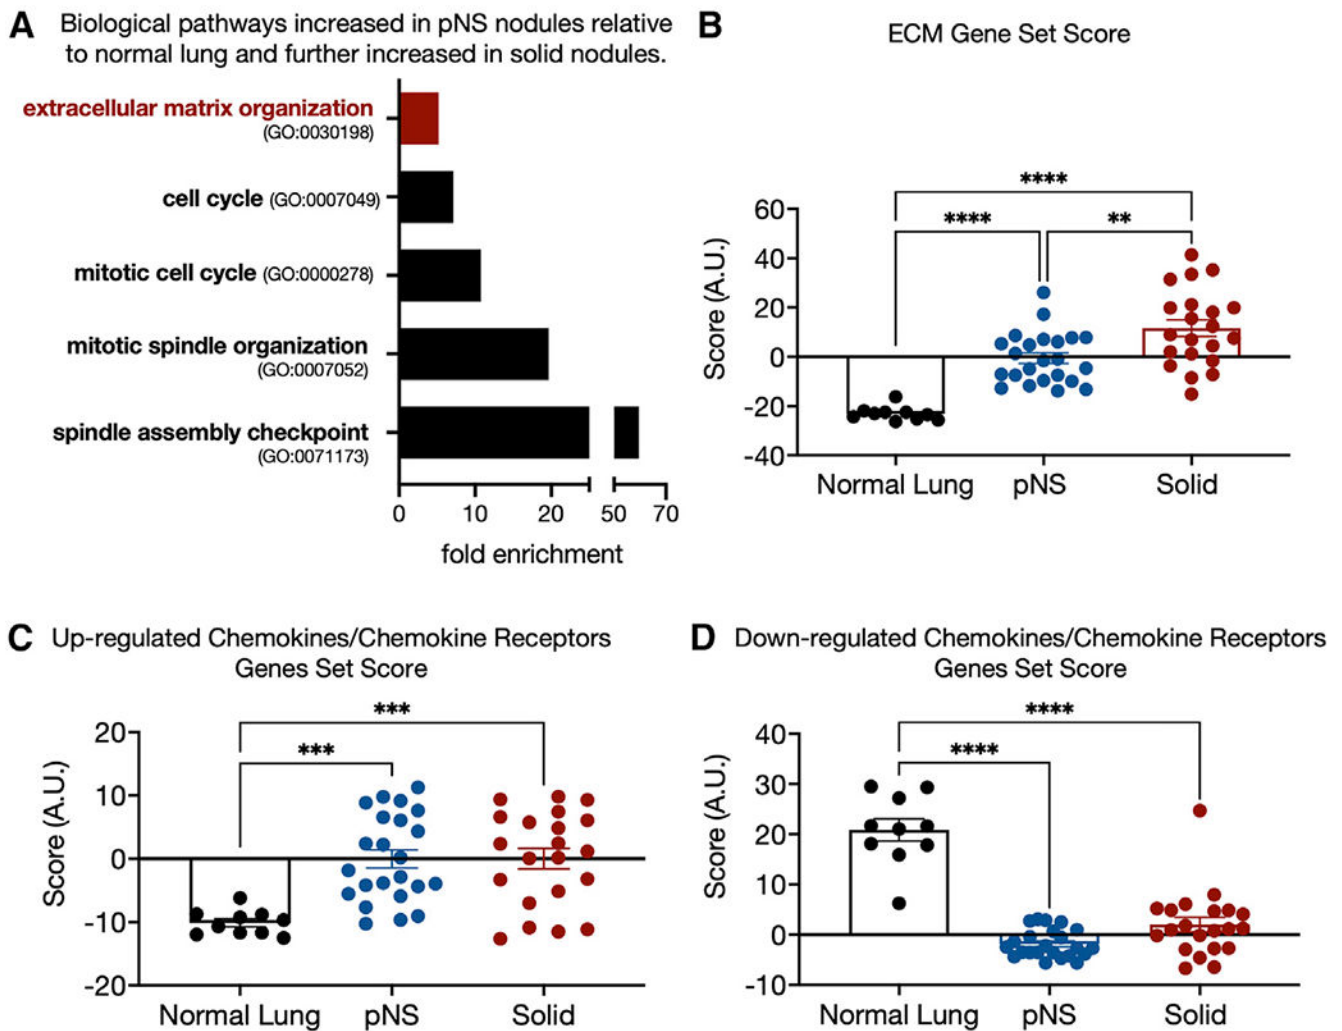 A Biological pathways increased in pNS nodules relative
to normal lung and further increased in solid nodules.
extracellular matrix organization
(GO:0030198)
cell cycle (GO:0007049)
mitotic cell cycle (GO:0000278)
mitotic spindle organization
(GO:0007052)
spindle assembly checkpoint
(GO:0071173)
0 10 20 50 70
fold enrichment
B ECM Gene Set Score
Score (A.U.)
60
40
20
0
-20
-40
****
**** **
Normal Lung pNS Solid
C Up-regulated Chemokines/Chemokine Receptors
Genes Set Score
Score (A.U.)
20
10
0
-10
-20
***
***
Normal Lung pNS Solid
D Down-regulated Chemokines/Chemokine Receptors
Genes Set Score
Score (A.U.)
40
30
20
10
0
-10
****
****
Normal Lung pNS Solid